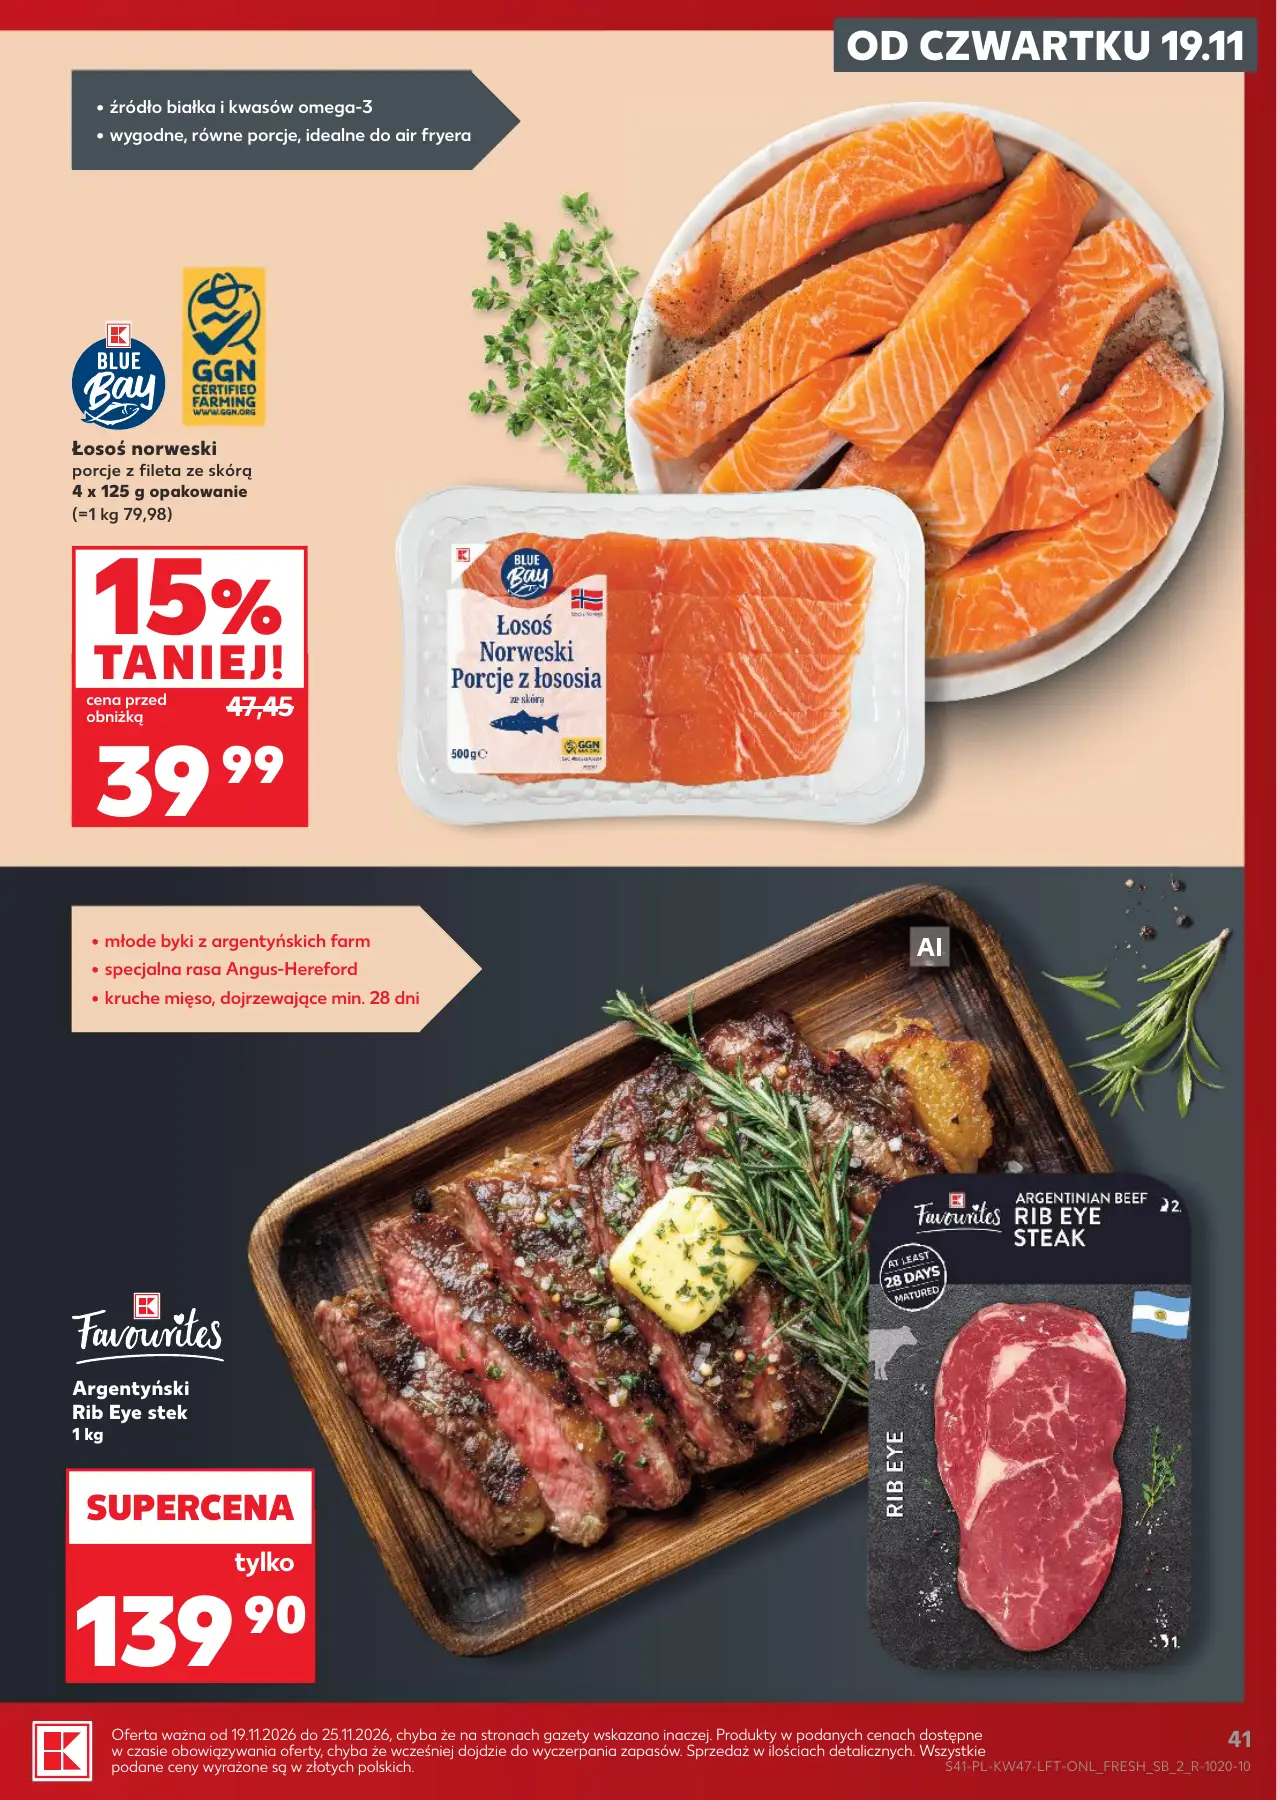 OD CZWARTKU 19.11
• źródło białka i kwasów omega-3
• wygodne, równe porcje, idealne do air fryera
K
BLUE
Bay
GGN
CERTIFIED
FARMING
WWW.GGN.ORG
Łosoś norweski
porcje z fileta ze skórą
4 x 125 g opakowanie
(=1 kg 79,98)
15%
TANIEJ!
cena przed
obniżką
47,45
39 99
K
BLUE
Bay
Łosoś
Norweski
Porcje z łososia
ze skórą
500g℮
GGN
• młode byki z argentyńskich farm
• specjalna rasa Angus-Hereford
• kruche mięso, dojrzewające min. 28 dni
AI
K
Favourites
ARGENTINIAN BEEF
RIB EYE
STEAK
2.
AT LEAST
28 DAYS
MATURED
RIB EYE
1.
K
Favourites
Argentyński
Rib Eye stek
1 kg
SUPERCENA
tylko
139 90
K
Oferta ważna od 19.11.2026 do 25.11.2026, chyba że na stronach gazety wskazano inaczej. Produkty w podanych cenach dostępne
w czasie obowiązywania oferty, chyba że wcześniej dojdzie do wyczerpania zapasów. Sprzedaż w ilościach detalicznych. Wszystkie
podane ceny wyrażone są w złotych polskich.
41
S41-PL-KW47-LFT-ONL_FRESH_SB_2_R-1020-10